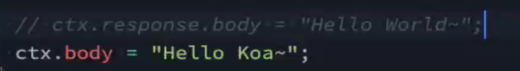 // ctx.response.body = "Hello World~";
ctx.body = "Hello Koa~";